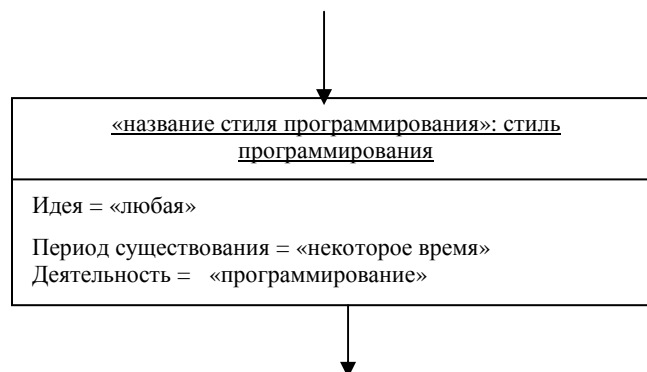 «название стиля программирования»: стиль
программирования
Идея = «любая»
Период существования = «некоторое время»
Деятельность = «программирование»